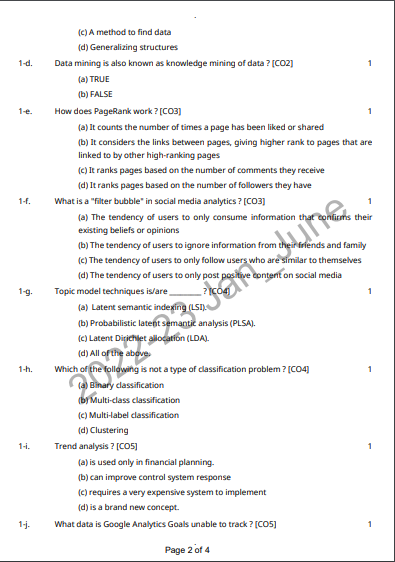 (c) A method to find data
(d) Generalizing structures
1-d. Data mining is also known as knowledge mining of data ? [CO2] 1
(a) TRUE
(b) FALSE
1-e. How does PageRank work ? [CO3] 1
(a) It counts the number of times a page has been liked or shared
(b) It considers the links between pages, giving higher rank to pages that are
linked to by other high-ranking pages
(c) It ranks pages based on the number of comments they receive
(d) It ranks pages based on the number of followers they have
1-f. What is a "filter bubble" in social media analytics ? [CO3] 1
(a) The tendency of users to only consume information that confirms their
existing beliefs or opinions
(b) The tendency of users to ignore information from their friends and family
(c) The tendency of users to only follow users who are similar to themselves
(d) The tendency of users to only post positive content on social media
1-g. Topic model techniques is/are ________ ? [CO4] 1
(a) Latent semantic indexing (LSI).
(b) Probabilistic latent semantic analysis (PLSA).
(c) Latent Dirichlet allocation (LDA).
(d) All of the above.
1-h. Which of the following is not a type of classification problem ? [CO4] 1
(a) Binary classification
(b) Multi-class classification
(c) Multi-label classification
(d) Clustering
1-i. Trend analysis ? [CO5] 1
(a) is used only in financial planning.
(b) can improve control system response
(c) requires a very expensive system to implement
(d) is a brand new concept.
1-j. What data is Google Analytics Goals unable to track ? [CO5] 1
Page 2 of 4
2022-23 Jan_June